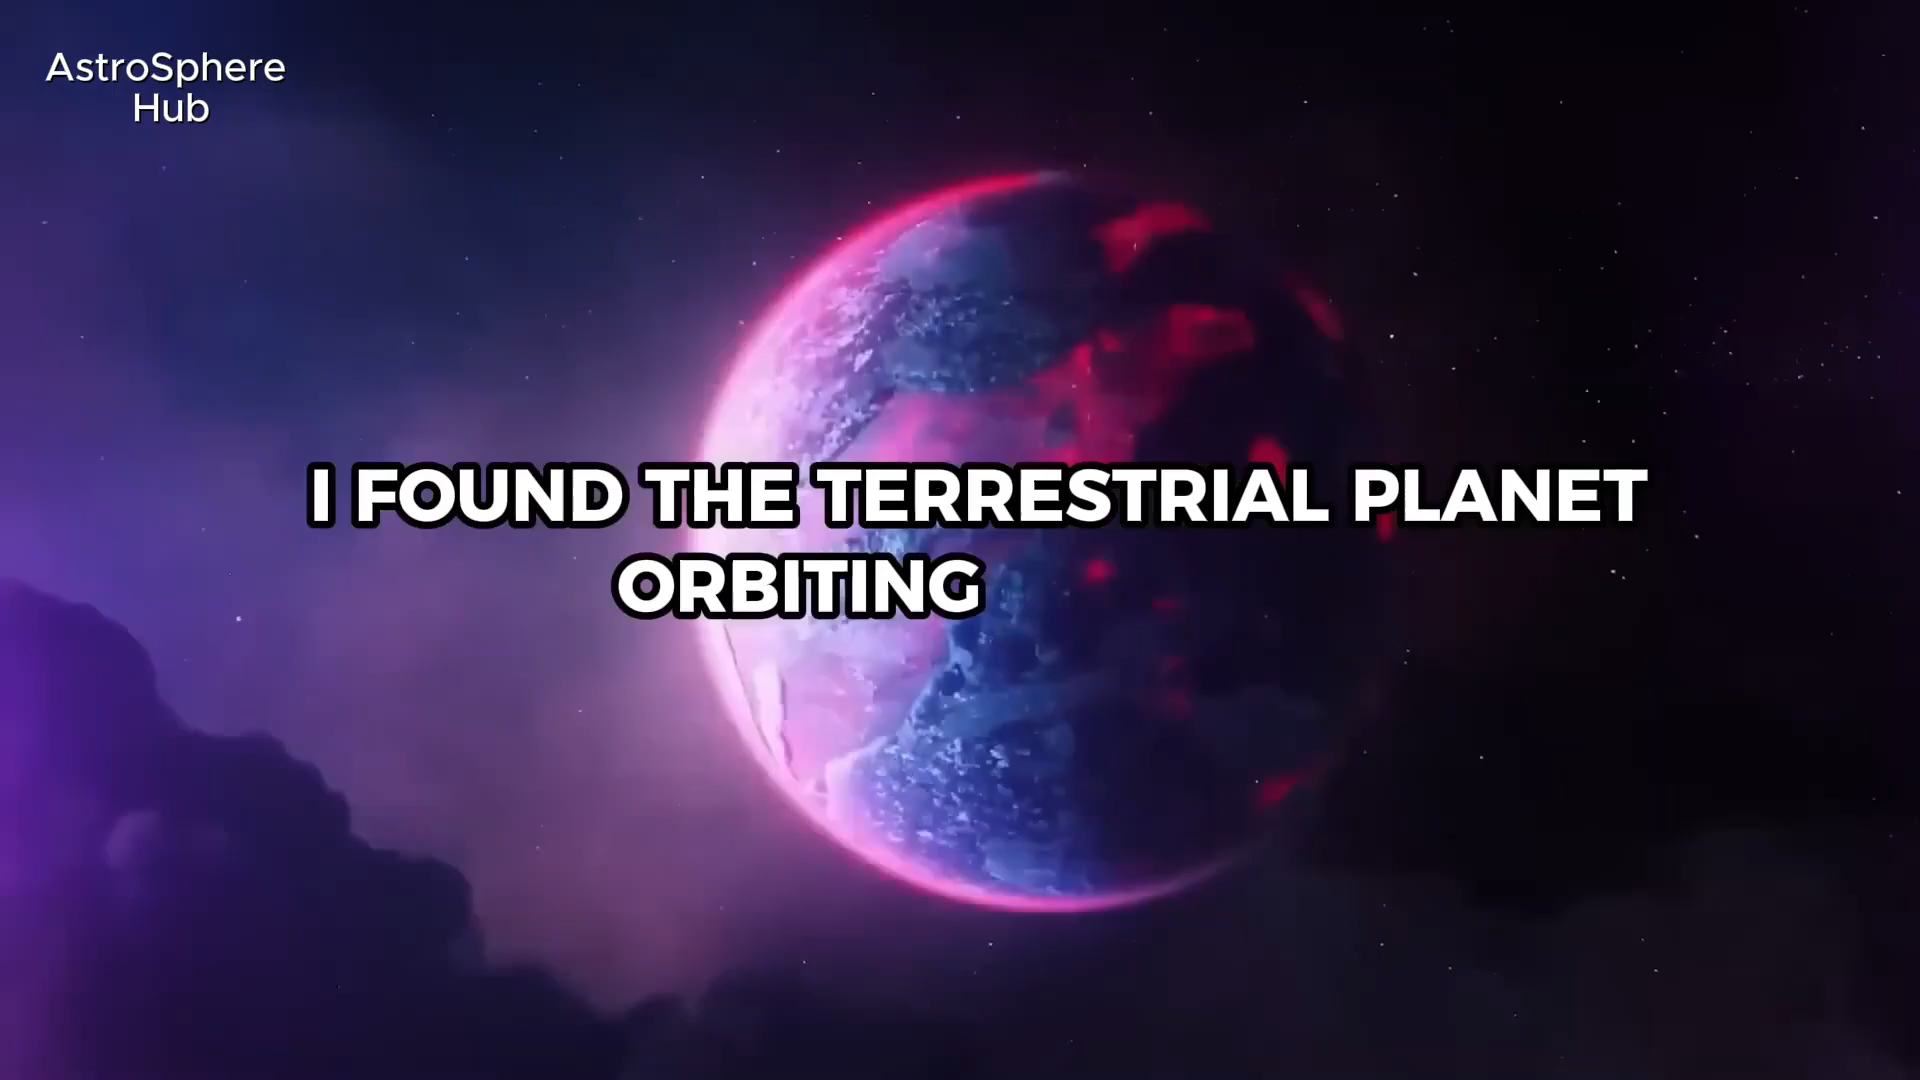 AstroSphere
Hub
I FOUND THE TERRESTRIAL PLANET
ORBITING